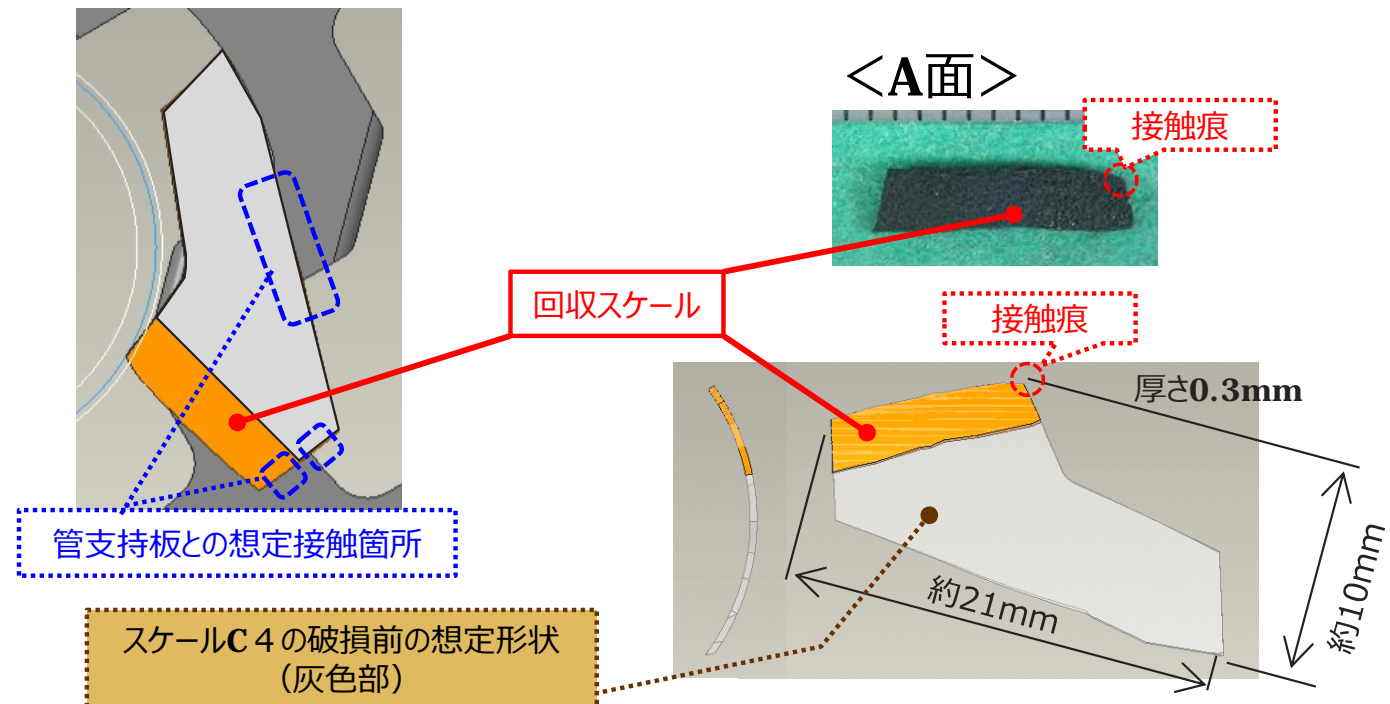 ＜A面＞
接触痕
回収スケール
接触痕
厚さ0.3mm
管支持板との想定接触箇所
約21mm
約10mm
スケールC４の破損前の想定形状
（灰色部）